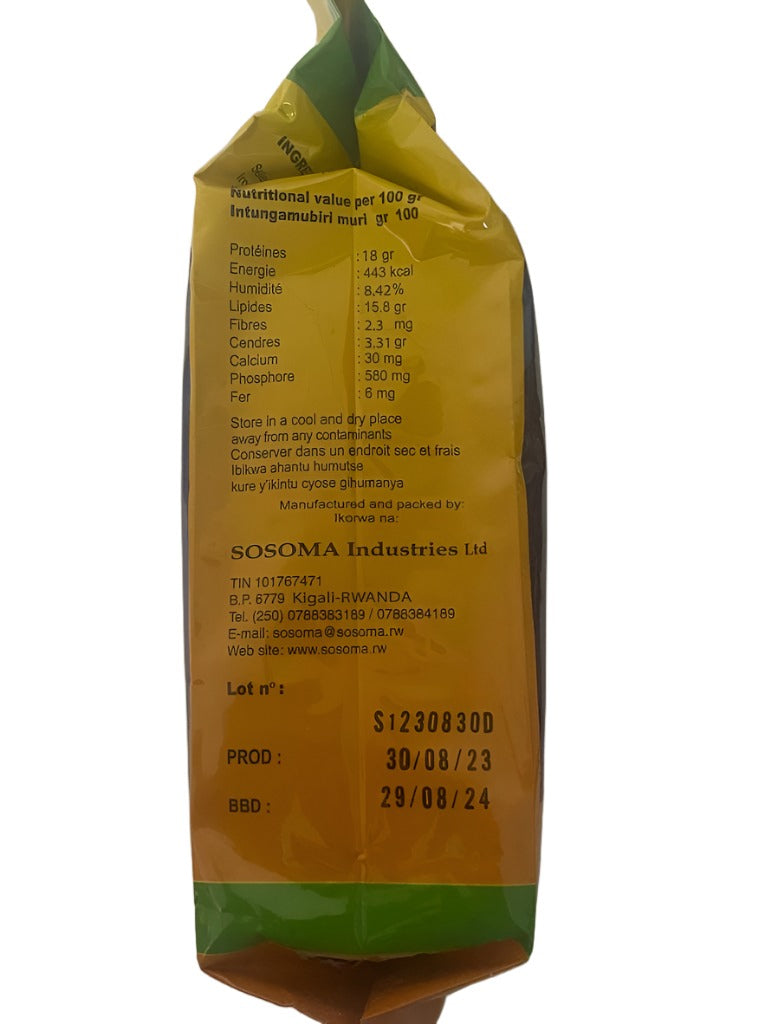 Nutritional value per 100 gr
Intungamubiri muri gr 100
Protéines : 18 gr
Energie : 443 kcal
Humidité : 8.42%
Lipides : 15.8 gr
Fibres : 2.3 mg
Cendres : 3.31 gr
Calcium : 30 mg
Phosphore : 580 mg
Fer : 6 mg
Store in a cool and dry place
away from any contaminants
Conserver dans un endroit sec et frais
Ibikwa ahantu humutse
kure y'ikintu cyose gihumanya
Manufactured and packed by:
Ikorwa na:
SOSOMA Industries Ltd
TIN 101767471
B.P. 6779 Kigali-RWANDA
Tel. (250) 0788383189 / 0788384189
E-mail: sosoma@sosoma.rw
Web site: www.sosoma.rw
Lot nº :
S1230830D
PROD : 30/08/23
BBD : 29/08/24